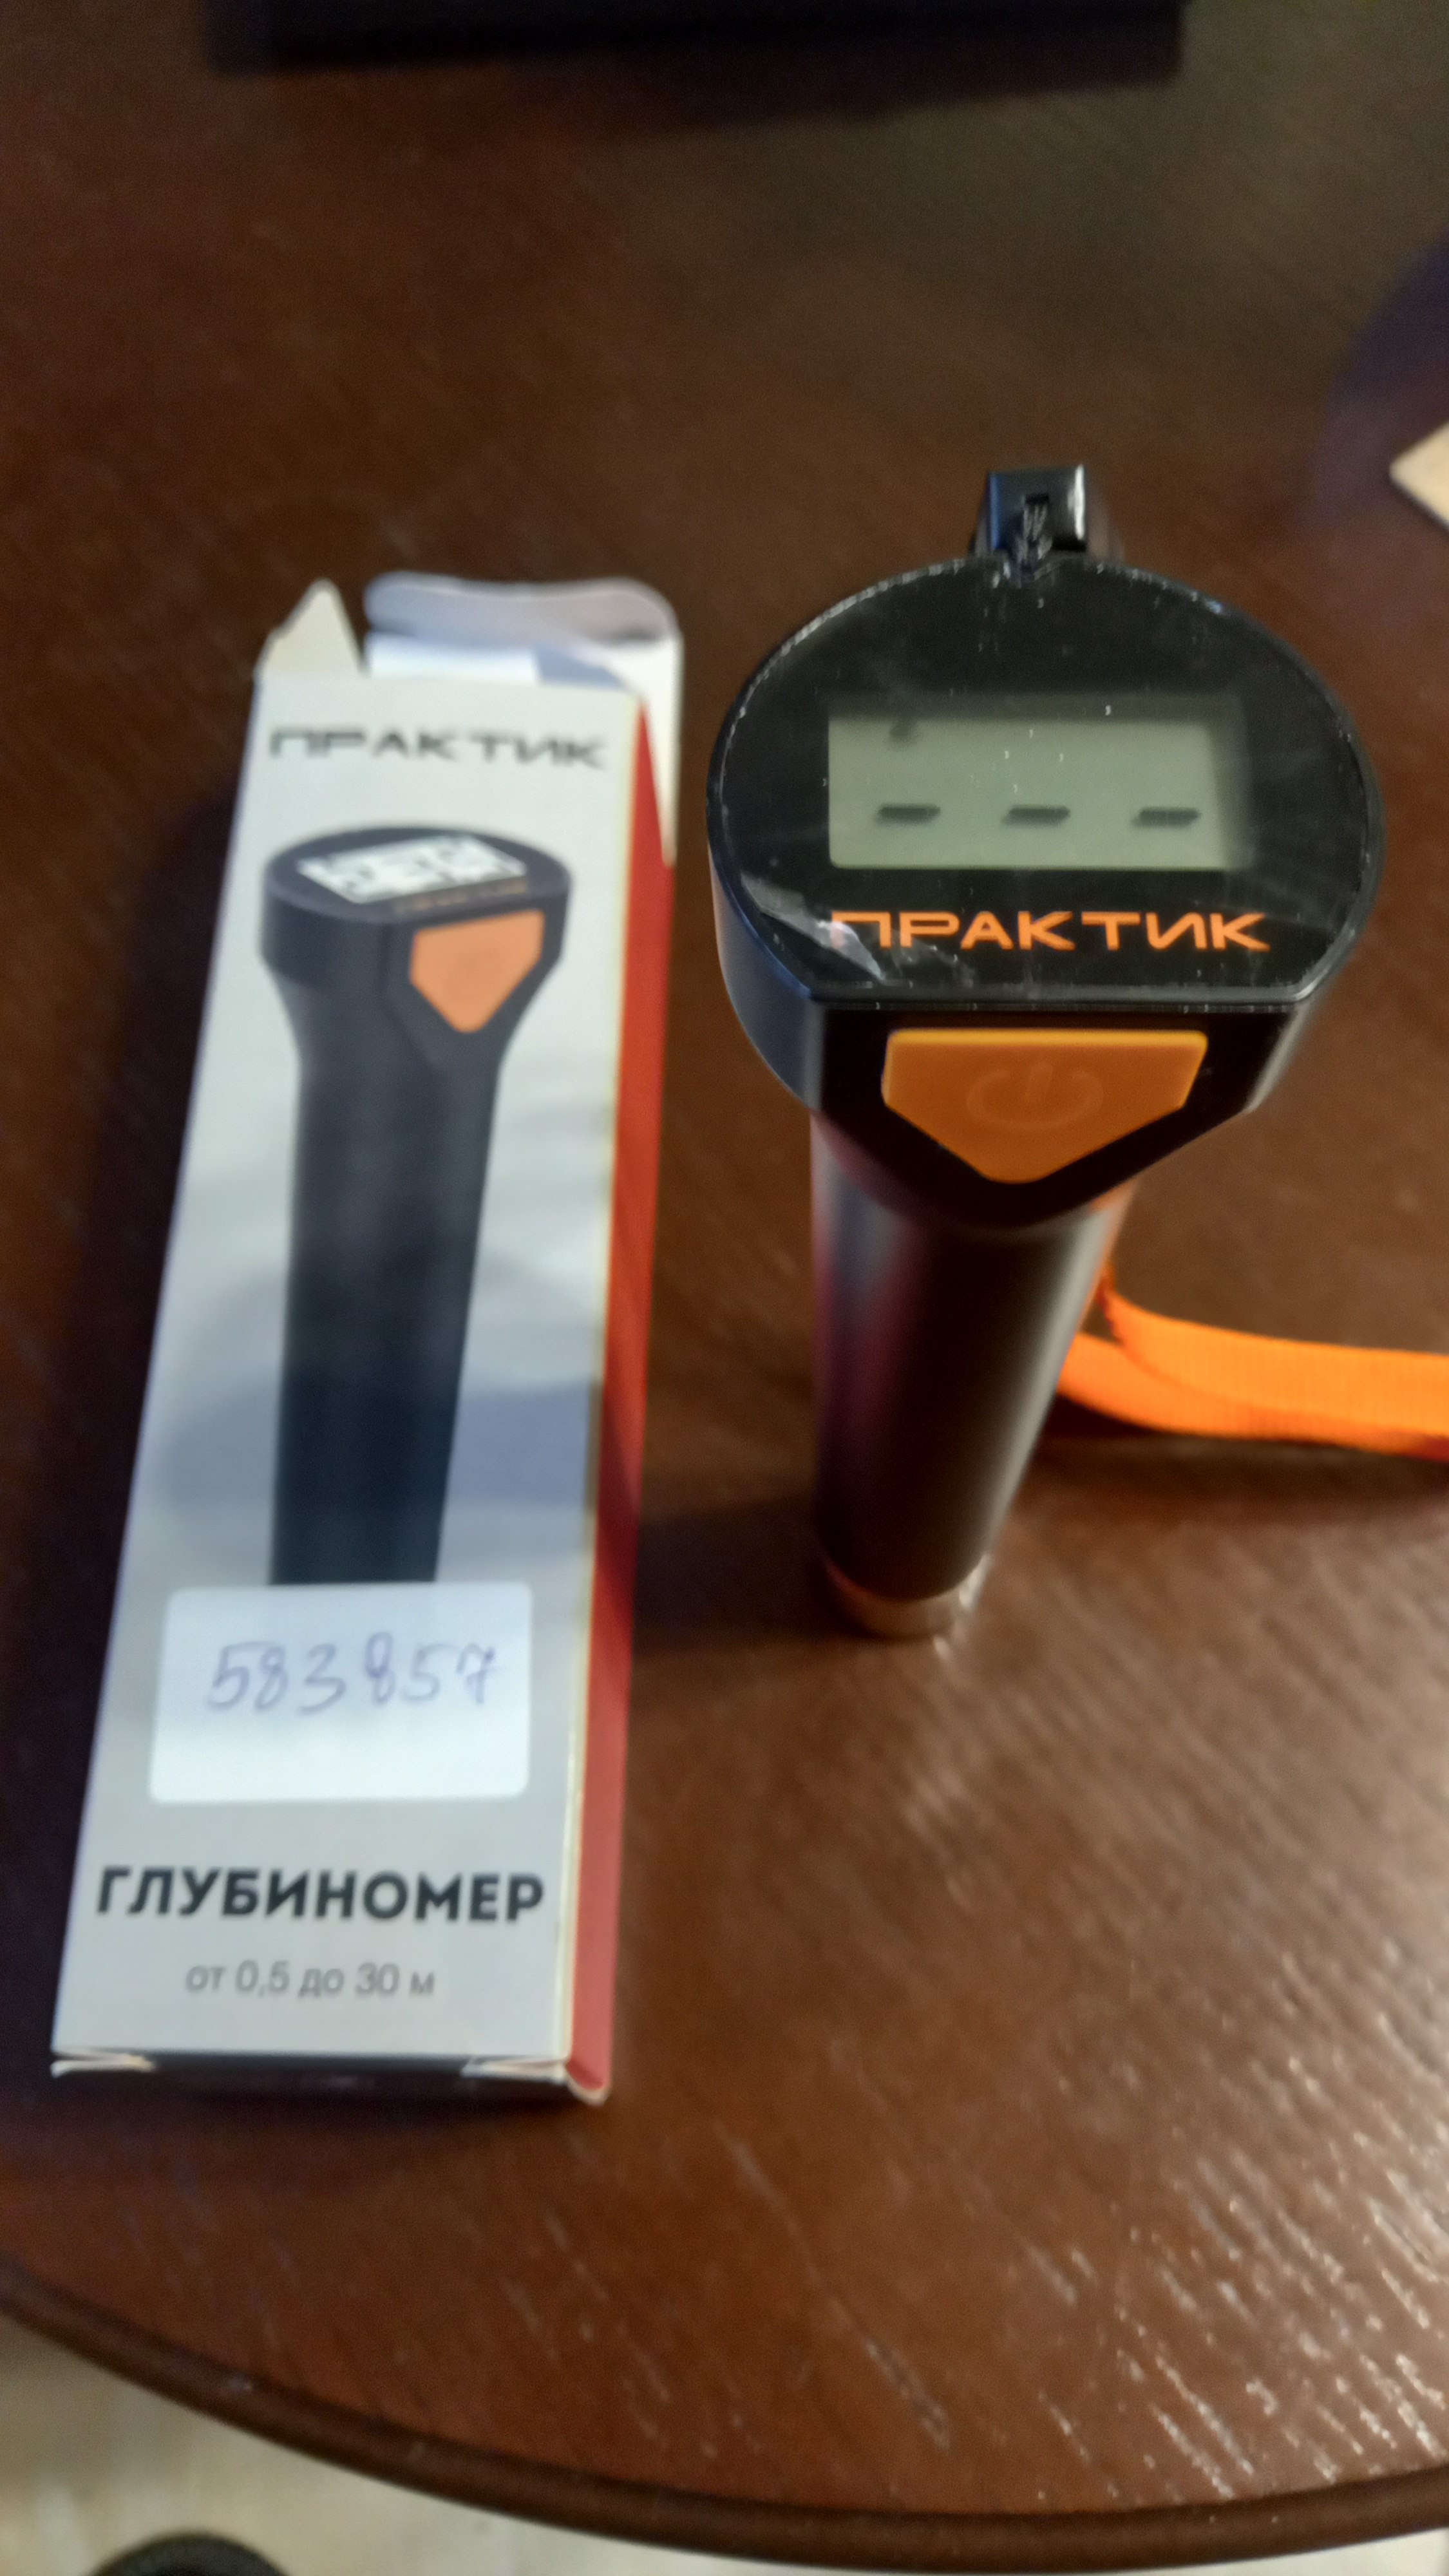 ПРАКТИК
583857
ГЛУБИНОМЕР
от 0,5 до 30 м
- - -
ПРАКТИК